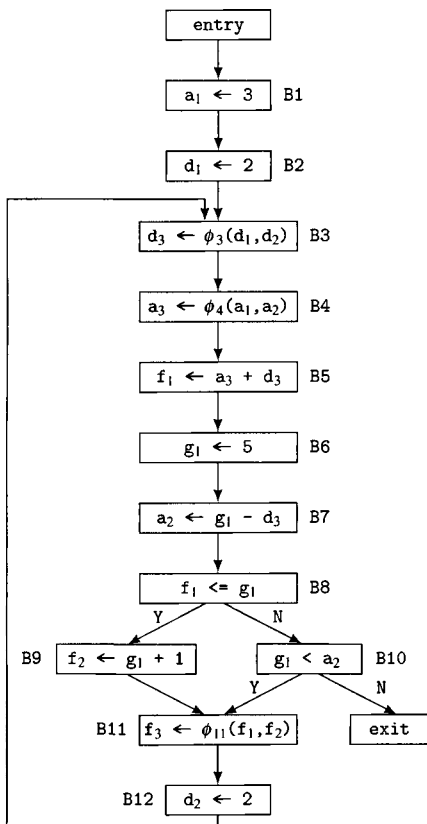 entry
a₁ ← 3 B1
d₁ ← 2 B2
d₃ ← ϕ₃(d₁,d₂) B3
a₃ ← ϕ₄(a₁,a₂) B4
f₁ ← a₃ + d₃ B5
g₁ ← 5 B6
a₂ ← g₁ - d₃ B7
f₁ <= g₁ B8
Y N
B9 f₂ ← g₁ + 1 g₁ < a₂ B10
Y N
B11 f₃ ← ϕ₁₁(f₁,f₂) exit
B12 d₂ ← 2